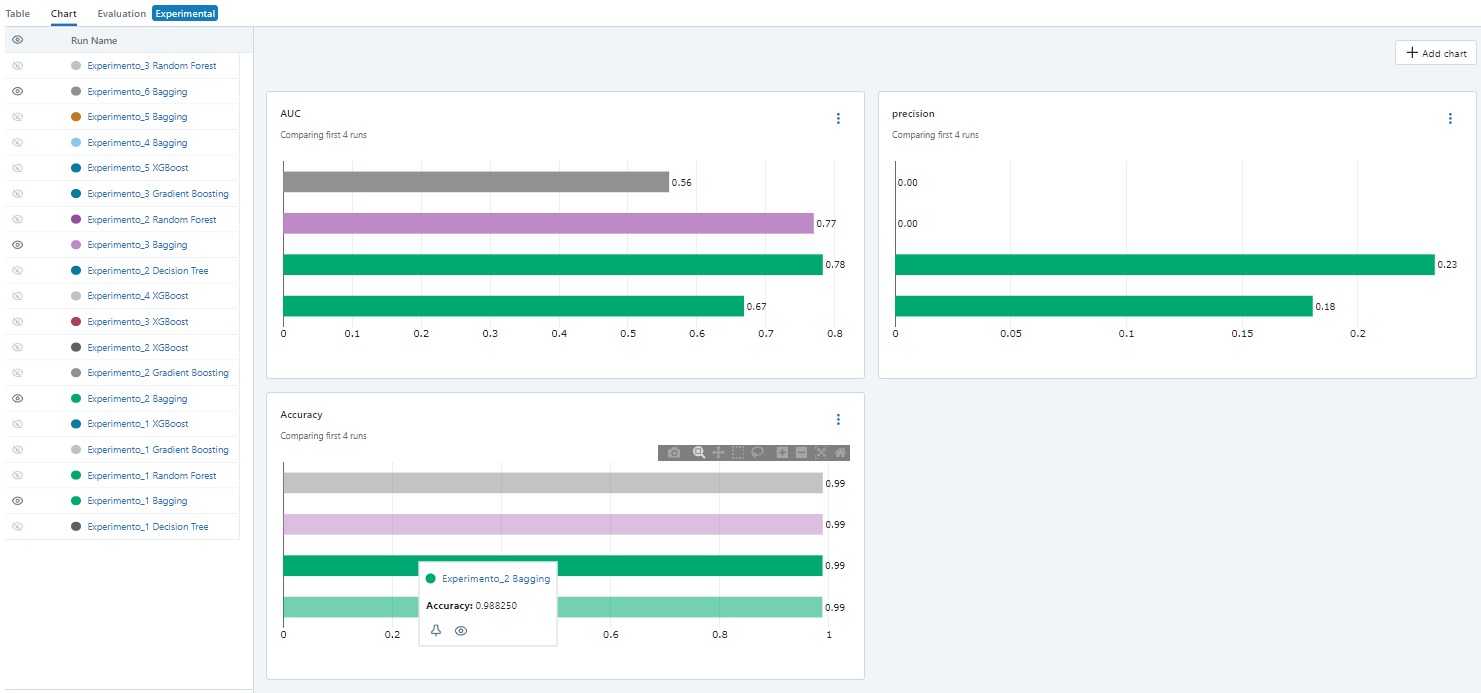 Table Chart Evaluation Experimental
Run Name
Experimento_3 Random Forest
Experimento_6 Bagging
Experimento_5 Bagging
Experimento_4 Bagging
Experimento_5 XGBoost
Experimento_3 Gradient Boosting
Experimento_2 Random Forest
Experimento_3 Bagging
Experimento_2 Decision Tree
Experimento_4 XGBoost
Experimento_3 XGBoost
Experimento_2 XGBoost
Experimento_2 Gradient Boosting
Experimento_2 Bagging
Experimento_1 XGBoost
Experimento_1 Gradient Boosting
Experimento_1 Random Forest
Experimento_1 Bagging
Experimento_1 Decision Tree
Add chart
AUC
Comparing first 4 runs
0.56
0.77
0.78
0.67
0 0.1 0.2 0.3 0.4 0.5 0.6 0.7 0.8
precision
Comparing first 4 runs
0.00
0.00
0.23
0.18
0 0.05 0.1 0.15 0.2
Accuracy
Comparing first 4 runs
0.99
0.99
0.99
Experimento_2 Bagging
Accuracy: 0.988250
0.99
0 0.2 0.6 0.8 1